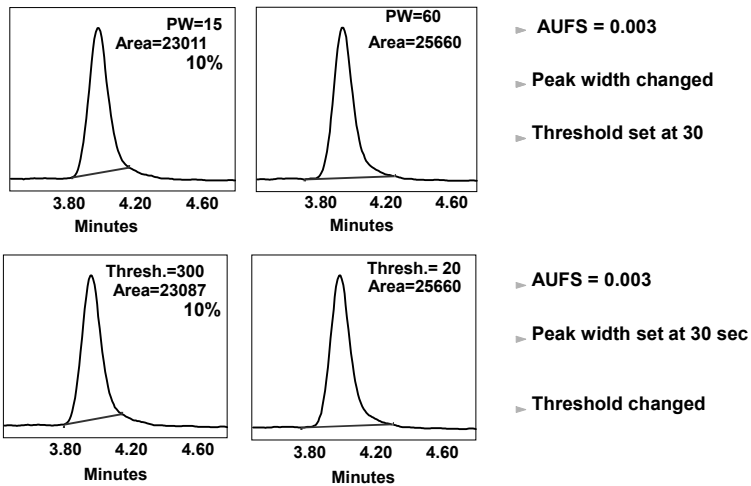 PW=15
Area=23011
10%
3.80 4.20 4.60
Minutes
PW=60
Area=25660
3.80 4.20 4.60
Minutes
AUFS = 0.003
Peak width changed
Threshold set at 30
Thresh.=300
Area=23087
10%
3.80 4.20 4.60
Minutes
Thresh.= 20
Area=25660
3.80 4.20 4.60
Minutes
AUFS = 0.003
Peak width set at 30 sec
Threshold changed